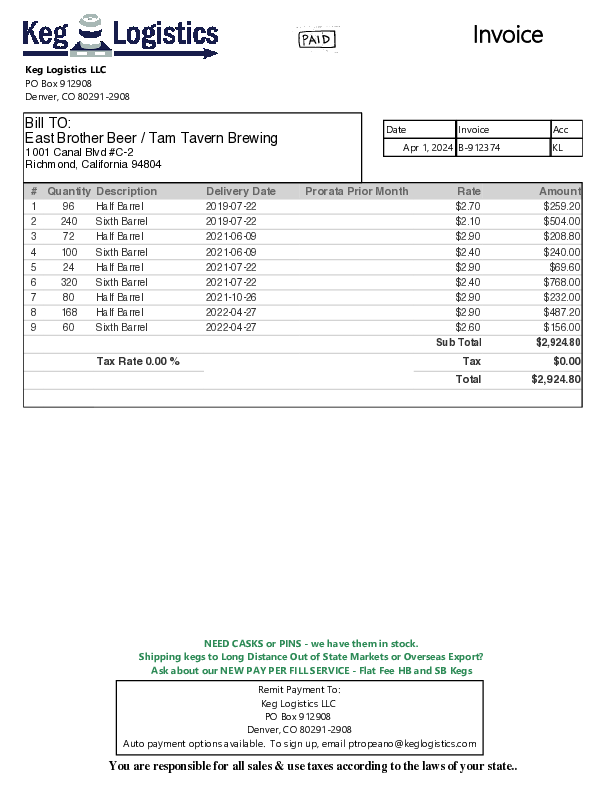 Keg Logistics
PAID
Invoice
Keg Logistics LLC
PO Box 912908
Denver, CO 80291-2908
Bill TO:
East Brother Beer / Tam Tavern Brewing
1001 Canal Blvd #C-2
Richmond, California 94804
Date Invoice Acc
Apr 1, 2024 B-912374 KL
# Quantity Description Delivery Date Prorata Prior Month Rate Amount
1 96 Half Barrel 2019-07-22 $2.70 $259.20
2 240 Sixth Barrel 2019-07-22 $2.10 $504.00
3 72 Half Barrel 2021-06-09 $2.90 $208.80
4 100 Sixth Barrel 2021-06-09 $2.40 $240.00
5 24 Half Barrel 2021-07-22 $2.90 $69.60
6 320 Sixth Barrel 2021-07-22 $2.40 $768.00
7 80 Half Barrel 2021-10-26 $2.90 $232.00
8 168 Half Barrel 2022-04-27 $2.90 $487.20
9 60 Sixth Barrel 2022-04-27 $2.60 $156.00
Sub Total $2,924.80
Tax Rate 0.00 % Tax $0.00
Total $2,924.80
NEED CASKS or PINS - we have them in stock.
Shipping kegs to Long Distance Out of State Markets or Overseas Export?
Ask about our NEW PAY PER FILL SERVICE - Flat Fee HB and SB Kegs
Remit Payment To:
Keg Logistics LLC
PO Box 912908
Denver, CO 80291-2908
Auto payment options available. To sign up, email ptropeano@keglogistics.com
You are responsible for all sales & use taxes according to the laws of your state..